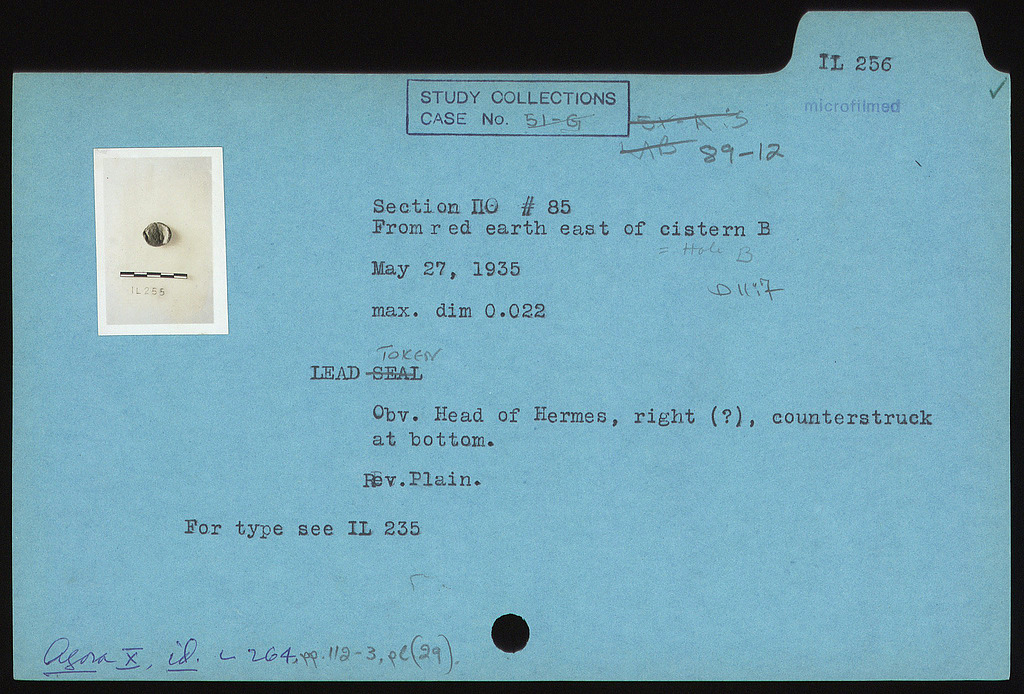 IL 256
microfilmed
STUDY COLLECTIONS
CASE No. 51-G
89-12
Section ΠΘ # 85
From red earth east of cistern B
= Hole B
May 27, 1935
D 11:7
max. dim 0.022
IL 255
TOKEN
LEAD SEAL
Obv. Head of Hermes, right (?), counterstruck
at bottom.
Rev. Plain.
For type see IL 235
Agora X, id. L 264, pp. 112-3, pl (29).